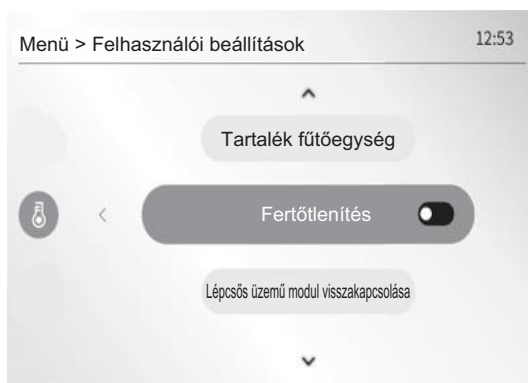 Menü > Felhasználói beállítások 12:53
Tartalék fűtőegység
Fertőtlenítés
Lépcsős üzemű modul visszakapcsolása